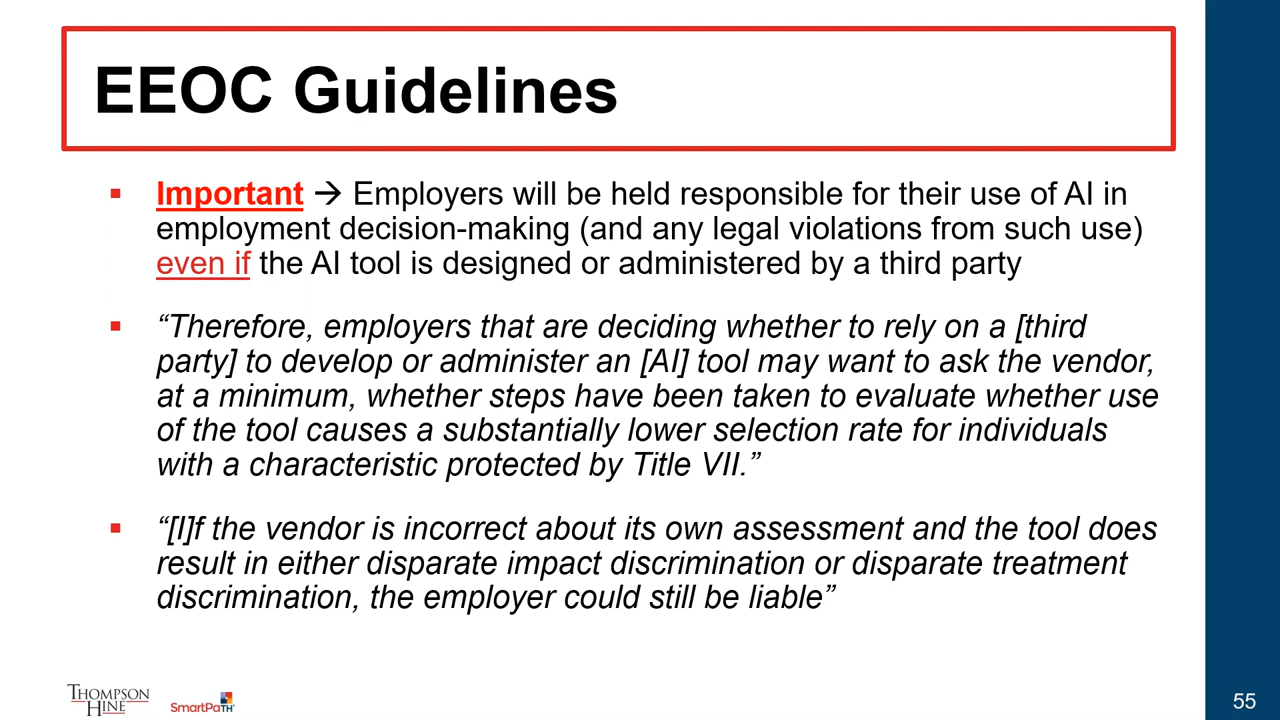 EEOC Guidelines
▪ Important → Employers will be held responsible for their use of AI in
employment decision-making (and any legal violations from such use)
even if the AI tool is designed or administered by a third party
▪ “Therefore, employers that are deciding whether to rely on a [third
party] to develop or administer an [AI] tool may want to ask the vendor,
at a minimum, whether steps have been taken to evaluate whether use
of the tool causes a substantially lower selection rate for individuals
with a characteristic protected by Title VII.”
▪ “[I]f the vendor is incorrect about its own assessment and the tool does
result in either disparate impact discrimination or disparate treatment
discrimination, the employer could still be liable”
THOMPSON
HINE
SmartPaTH
55